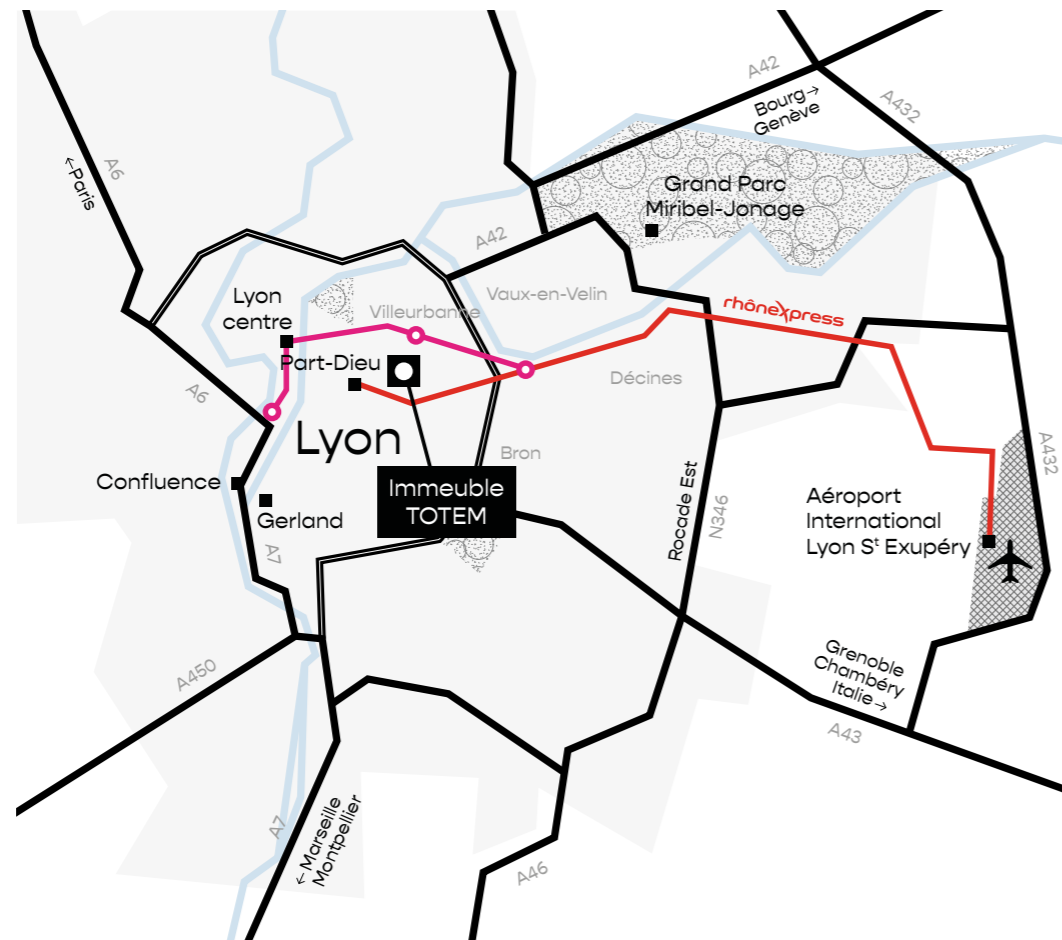 A42
Bourg→
Genève
A432
A6
←Paris
Grand Parc
Miribel-Jonage
A42
Lyon
centre
Villeurbanne
Vaux-en-Velin
rhônexpress
Part-Dieu
Décines
A6
Lyon
Bron
A432
Confluence
Immeuble
TOTEM
Gerland
Rocade Est
N346
Aéroport
International
Lyon Sᵗ Exupéry
A7
A450
Grenoble
Chambéry
Italie→
A43
A7
←Marseille
Montpellier
A46